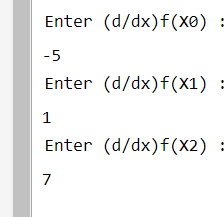 Enter (d/dx)f(X0) :
-5
Enter (d/dx)f(X1) :
1
Enter (d/dx)f(X2) :
7